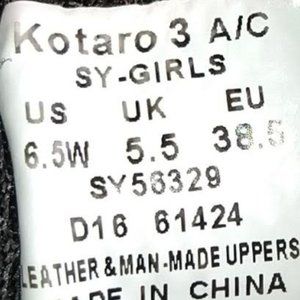 Kotaro 3 A/C
SY-GIRLS
US UK EU
6.5W 5.5 38.5
SY56329
D16 61424
LEATHER & MAN-MADE UPPERS
MADE IN CHINA